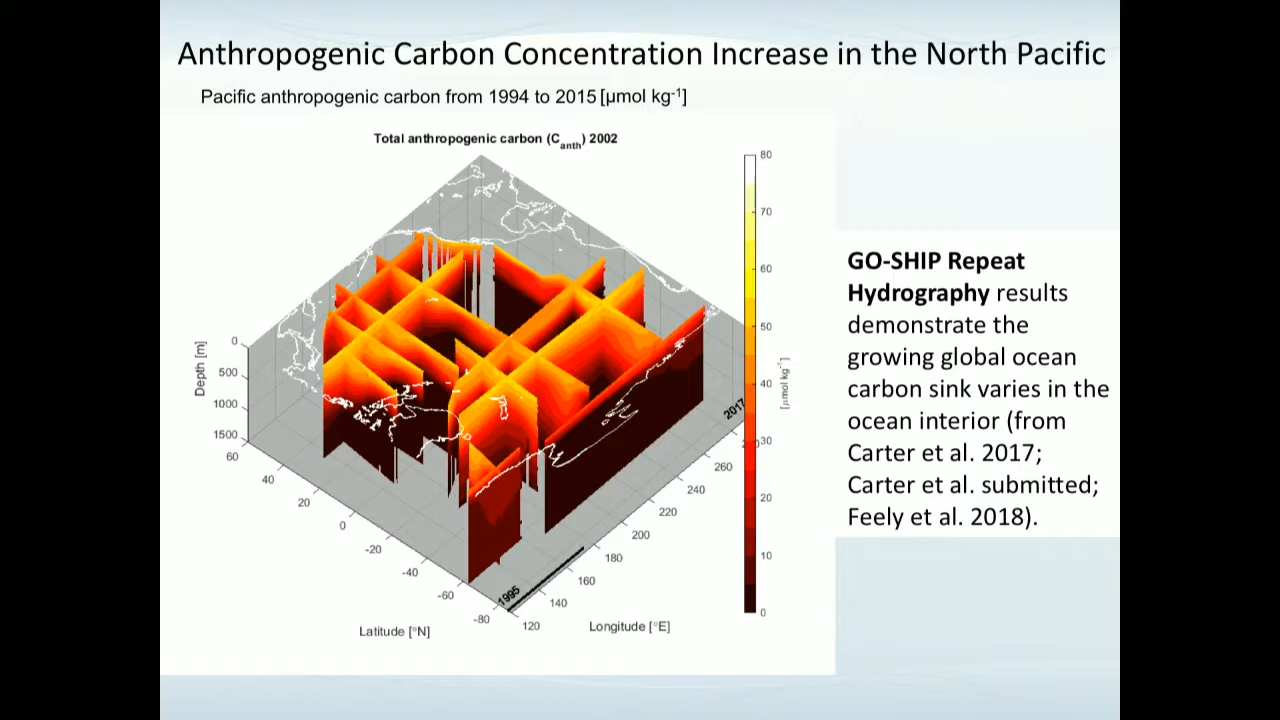 Anthropogenic Carbon Concentration Increase in the North Pacific
Pacific anthropogenic carbon from 1994 to 2015 [µmol kg-1]
Total anthropogenic carbon (Canth) 2002
80
70
60
50
40
30
20
10
0
[µmol kg-1]
Depth [m]
0
500
1000
1500
60
40
20
0
-20
-40
-60
-80
Latitude [°N]
120
140
160
180
200
220
240
260
Longitude [°E]
1995
2017
GO-SHIP Repeat
Hydrography results
demonstrate the
growing global ocean
carbon sink varies in the
ocean interior (from
Carter et al. 2017;
Carter et al. submitted;
Feely et al. 2018).